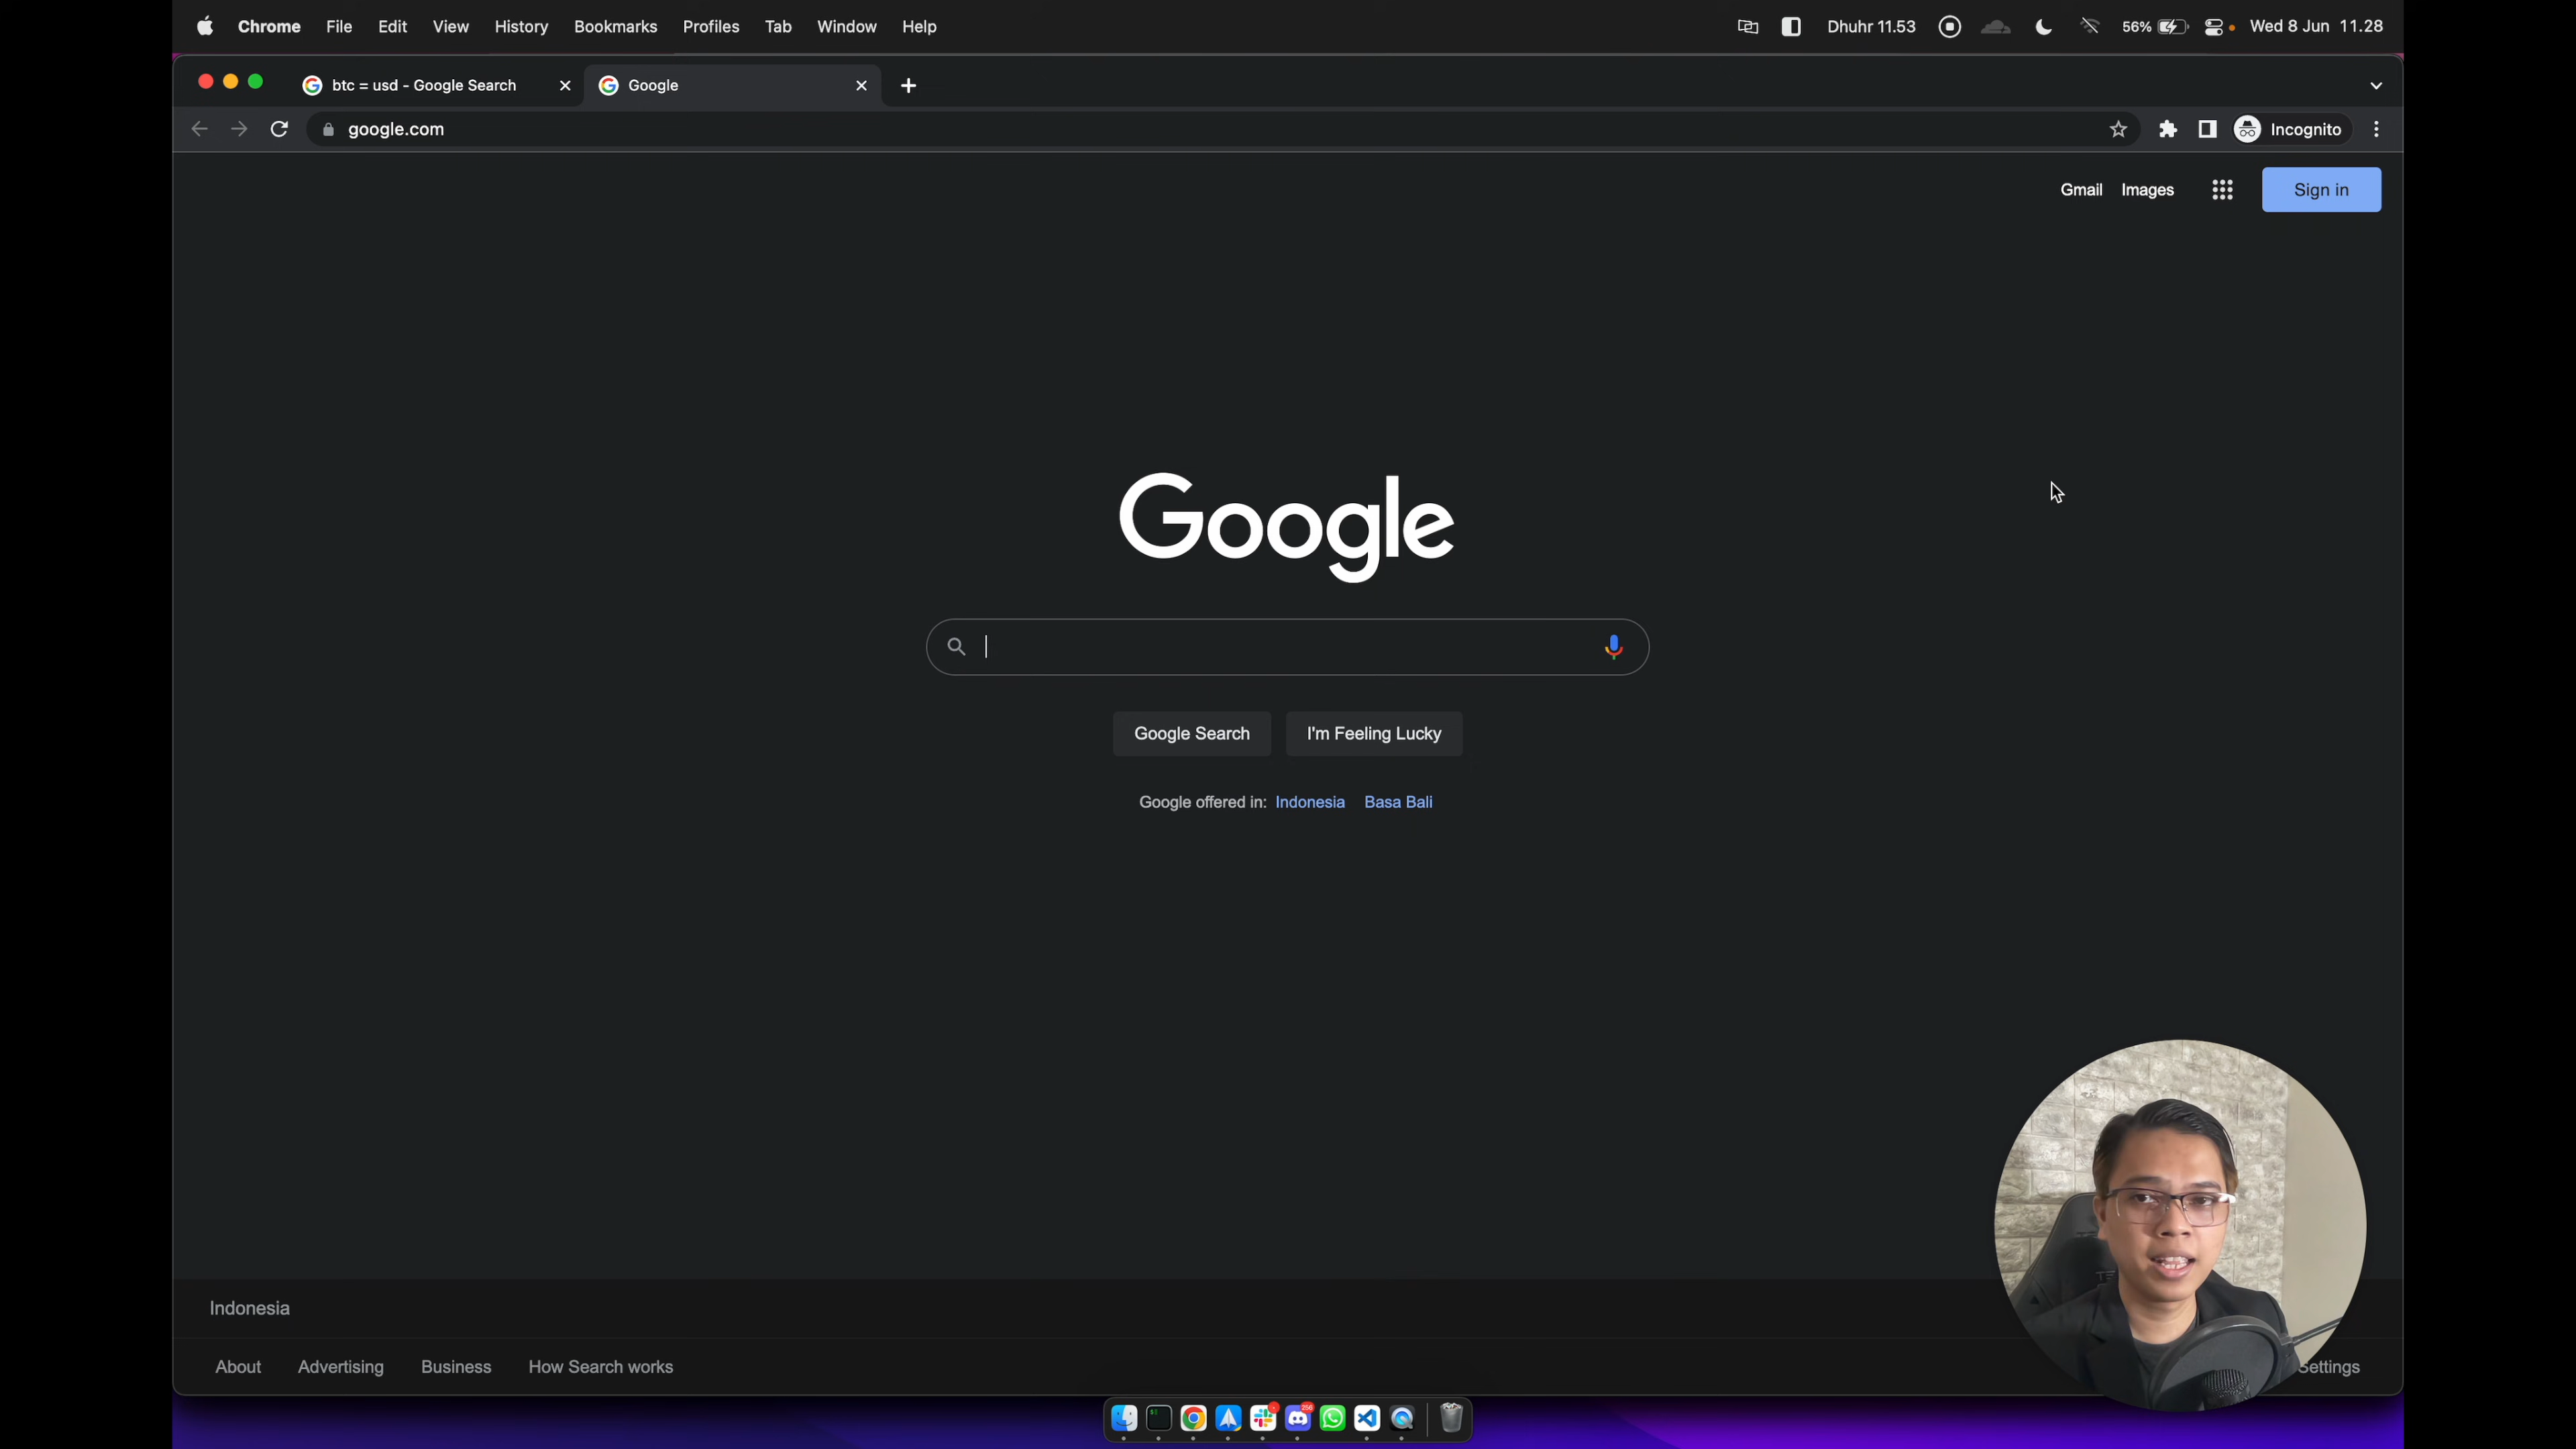 Chrome File Edit View History Bookmarks Profiles Tab Window Help Dhuhr 11.53 56% Wed 8 Jun 11.28
btc = usd - Google Search Google
google.com Incognito
Gmail Images Sign in
Google
Google Search I'm Feeling Lucky
Google offered in: Indonesia Basa Bali
Indonesia
About Advertising Business How Search works Settings